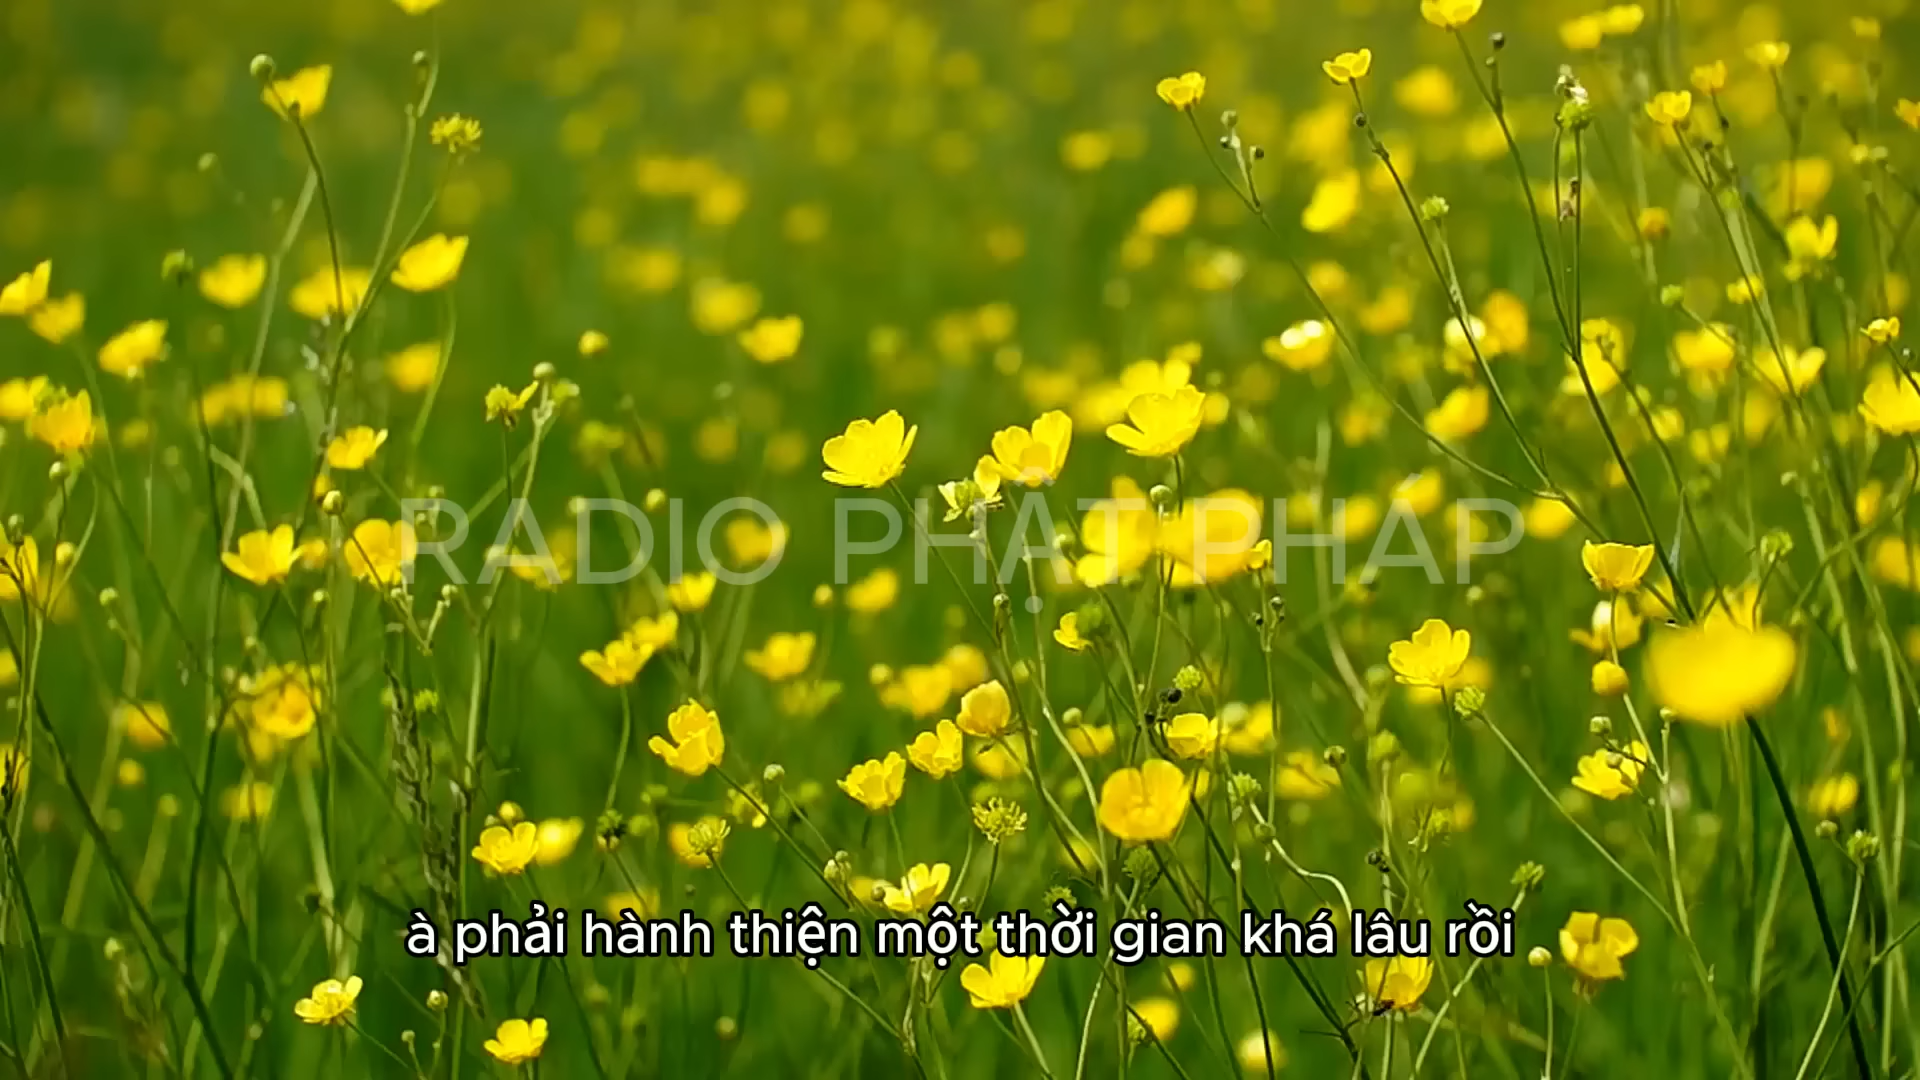 RADIO PHẬT PHÁP
à phải hành thiện một thời gian khá lâu rồi